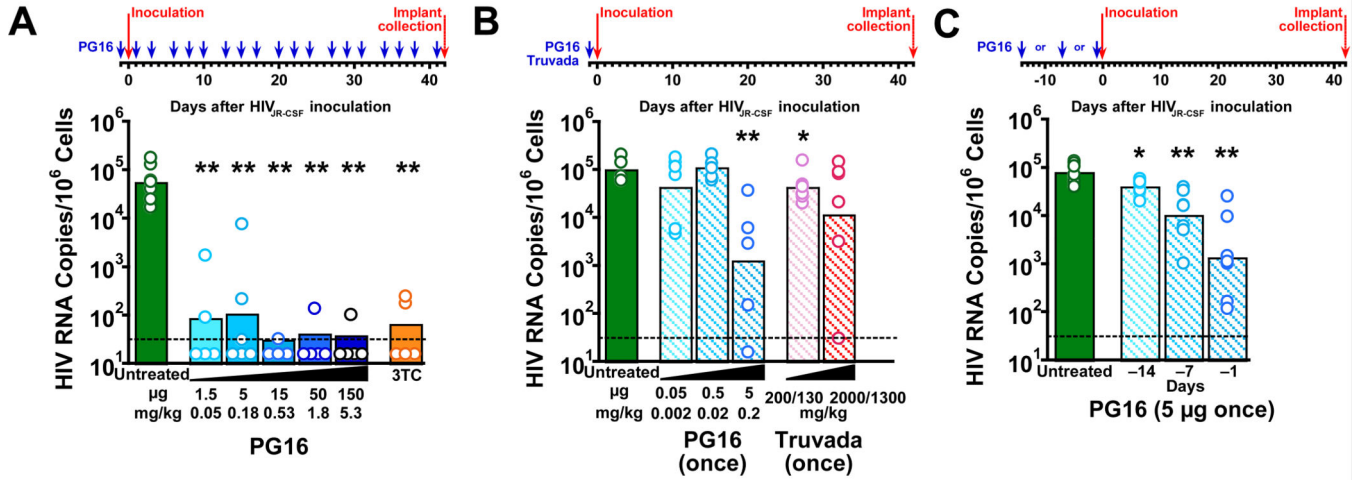 A
Inoculation
Implant
collection
PG16
0 10 20 30 40
Days after HIVJR-CSF inoculation
HIV RNA Copies/10^6 Cells
10^6
10^5
10^4
10^3
10^2
10^1
** ** ** ** ** **
Untreated
3TC
µg 1.5 5 15 50 150
mg/kg 0.05 0.18 0.53 1.8 5.3
PG16
B
Inoculation
Implant
collection
PG16
Truvada
0 10 20 30 40
Days after HIVJR-CSF inoculation
HIV RNA Copies/10^6 Cells
10^6
10^5
10^4
10^3
10^2
10^1
** *
Untreated
µg 0.05 0.5 5 200/130 2000/1300
mg/kg 0.002 0.02 0.2 mg/kg
PG16 Truvada
(once) (once)
C
Inoculation
Implant
collection
PG16 or or
-10 0 10 20 30 40
Days after HIVJR-CSF inoculation
HIV RNA Copies/10^6 Cells
10^6
10^5
10^4
10^3
10^2
10^1
* ** **
Untreated –14 –7 –1
Days
PG16 (5 µg once)